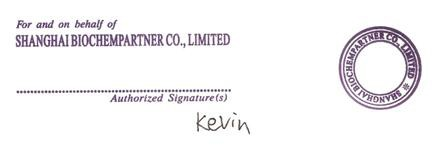 For and on behalf of
SHANGHAI BIOCHEMPARTNER CO., LIMITED
Authorized Signature(s)
Kevin
SHANGHAI BIOCHEMPARTNER CO., LIMITED